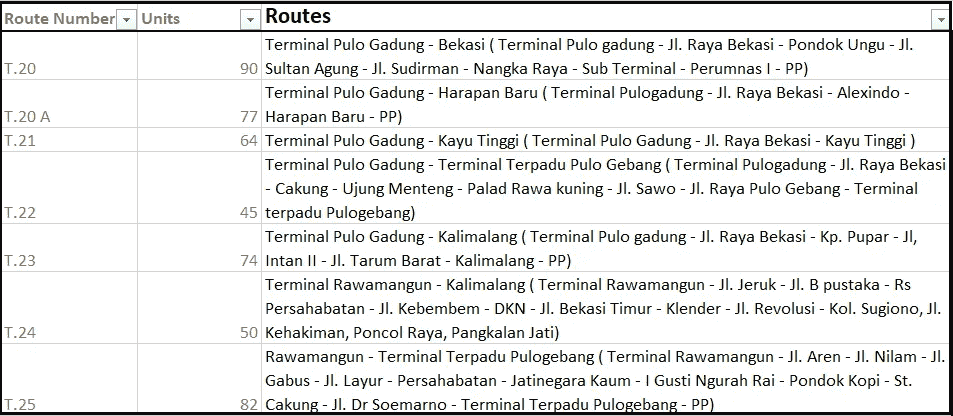 Route Number Units Routes
Terminal Pulo Gadung - Bekasi ( Terminal Pulo gadung - Jl. Raya Bekasi - Pondok Ungu - Jl.
T.20 90 Sultan Agung - Jl. Sudirman - Nangka Raya - Sub Terminal - Perumnas I - PP)
Terminal Pulo Gadung - Harapan Baru ( Terminal Pulogadung - Jl. Raya Bekasi - Alexindo -
T.20 A 77 Harapan Baru - PP)
T.21 64 Terminal Pulo Gadung - Kayu Tinggi ( Terminal Pulo Gadung - Jl. Raya Bekasi - Kayu Tinggi )
Terminal Pulo Gadung - Terminal Terpadu Pulo Gebang ( Terminal Pulogadung - Jl. Raya Bekasi
- Cakung - Ujung Menteng - Palad Rawa kuning - Jl. Sawo - Jl. Raya Pulo Gebang - Terminal
T.22 45 terpadu Pulogebang)
Terminal Pulo Gadung - Kalimalang ( Terminal Pulo gadung - Jl. Raya Bekasi - Kp. Pupar - Jl,
T.23 74 Intan II - Jl. Tarum Barat - Kalimalang - PP)
Terminal Rawamangun - Kalimalang ( Terminal Rawamangun - Jl. Jeruk - Jl. B pustaka - Rs
Persahabatan - Jl. Kebembem - DKN - Jl. Bekasi Timur - Klender - Jl. Revolusi - Kol. Sugiono, Jl.
T.24 50 Kehakiman, Poncol Raya, Pangkalan Jati)
Rawamangun - Terminal Terpadu Pulogebang ( Terminal Rawamangun - Jl. Aren - Jl. Nilam - Jl.
Gabus - Jl. Layur - Persahabatan - Jatinegara Kaum - I Gusti Ngurah Rai - Pondok Kopi - St.
T.25 82 Cakung - Jl. Dr Soemarno - Terminal Terpadu Pulogebang - PP)